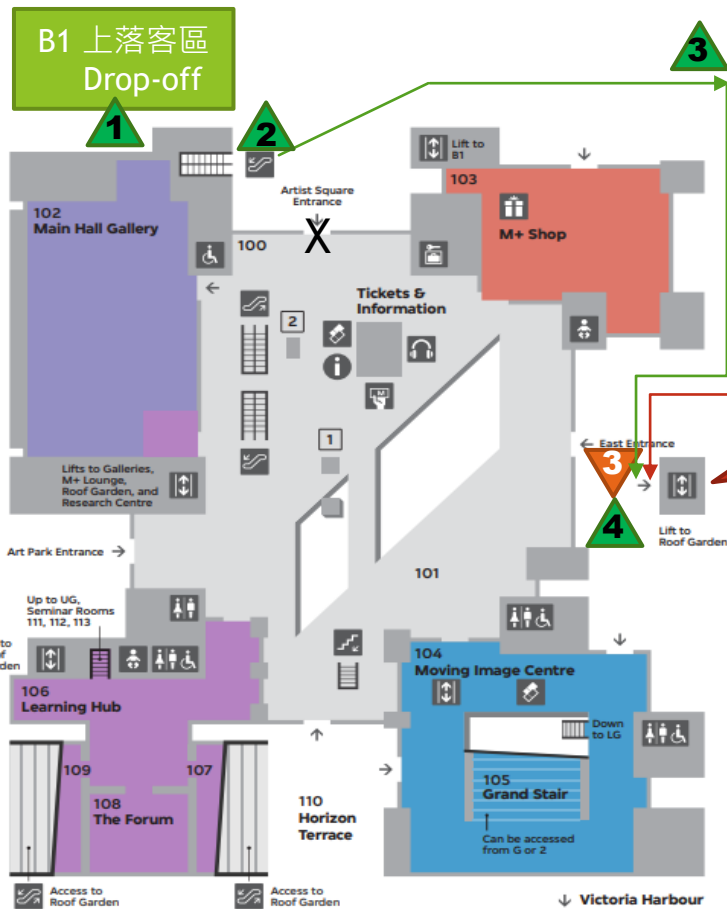 B1 上落客區
Drop-off
1
2
3
Lift to
B1
Artist Square
Entrance
X
102
Main Hall Gallery
100
103
M+ Shop
Tickets &
Information
2
i
M
1
East Entrance
3
4
Lifts to Galleries,
M+ Lounge,
Roof Garden, and
Research Centre
Lift to
Roof Garden
Art Park Entrance
101
Up to UG,
Seminar Rooms
111, 112, 113
to
106
Learning Hub
104
Moving Image Centre
Down
to LG
109
107
108
The Forum
110
Horizon
Terrace
105
Grand Stair
Can be accessed
from G or 2
Access to
Roof Garden
Access to
Roof Garden
Victoria Harbour